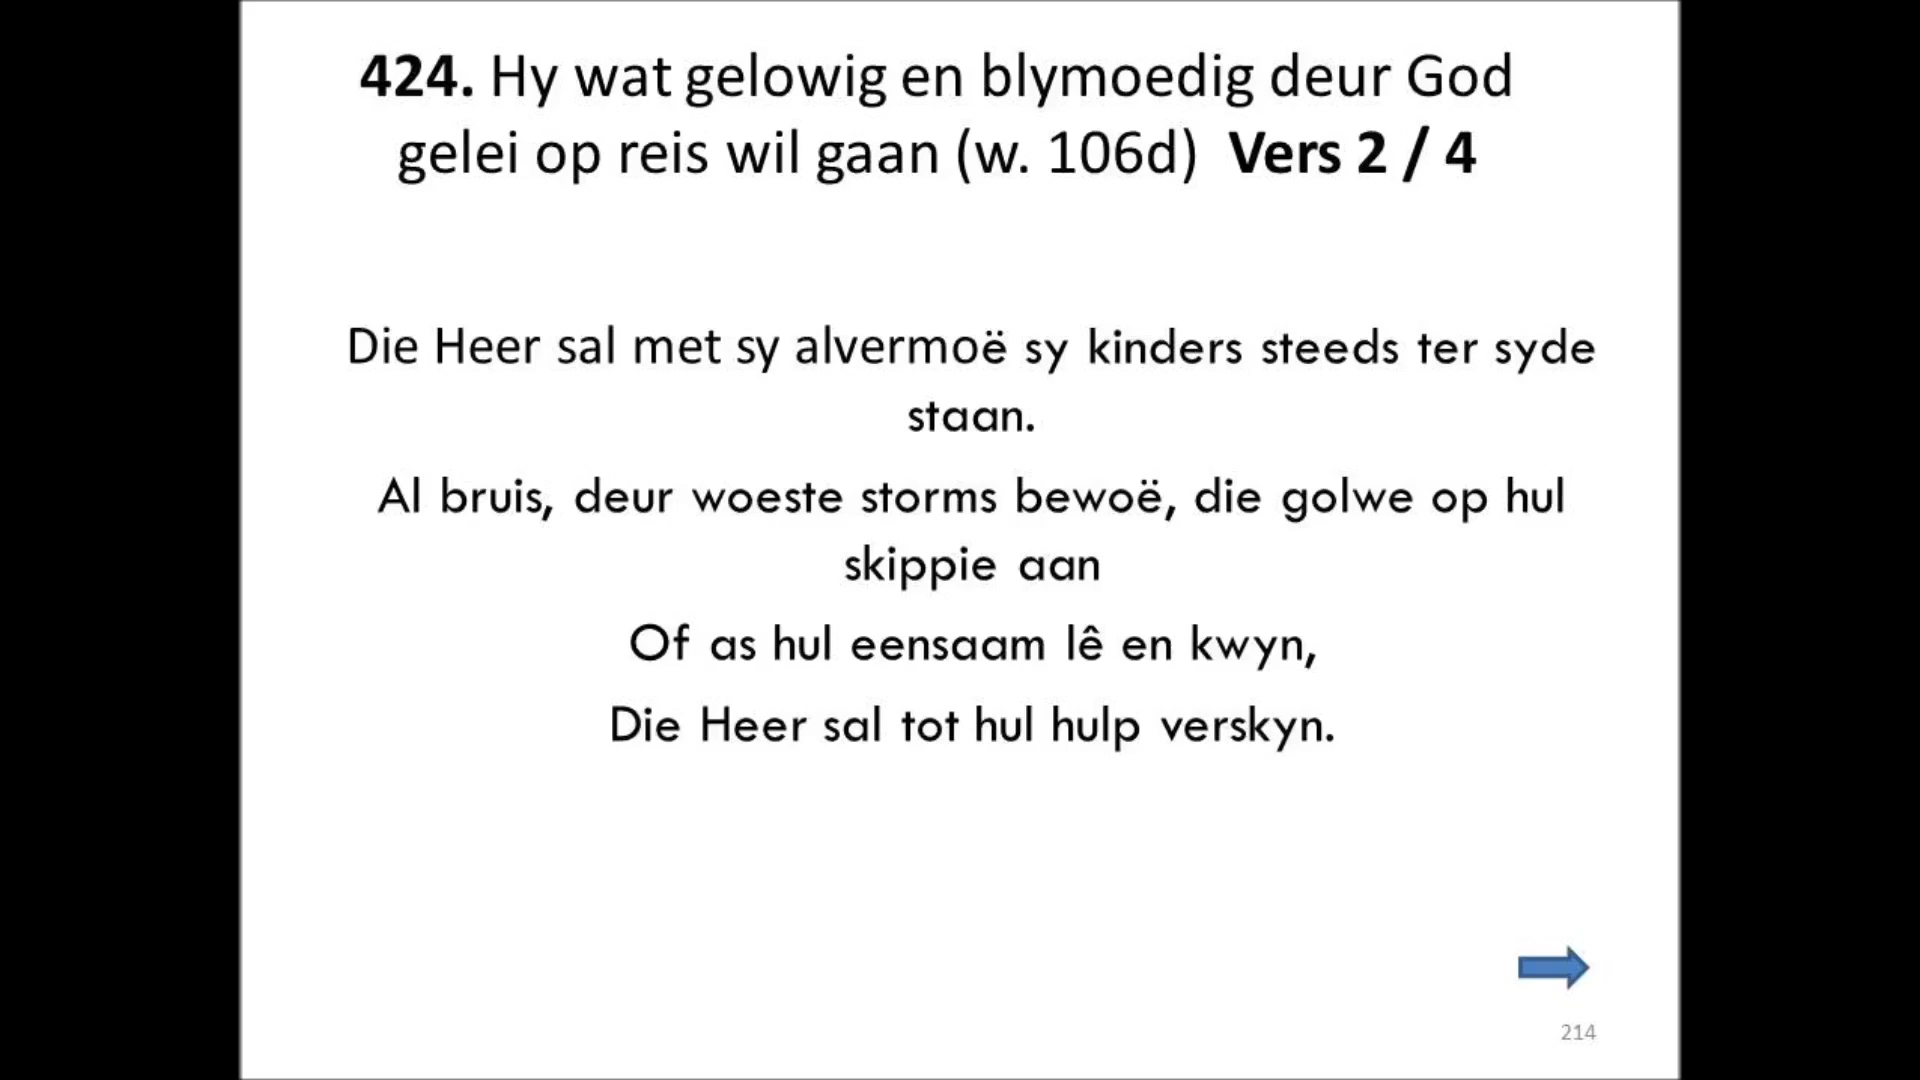 424. Hy wat gelowig en blymoedig deur God
gelei op reis wil gaan (w. 106d) Vers 2 / 4
Die Heer sal met sy alvermoë sy kinders steeds ter syde
staan.
Al bruis, deur woeste storms bewoë, die golwe op hul
skippie aan
Of as hul eensaam lê en kwyn,
Die Heer sal tot hul hulp verskyn.
214